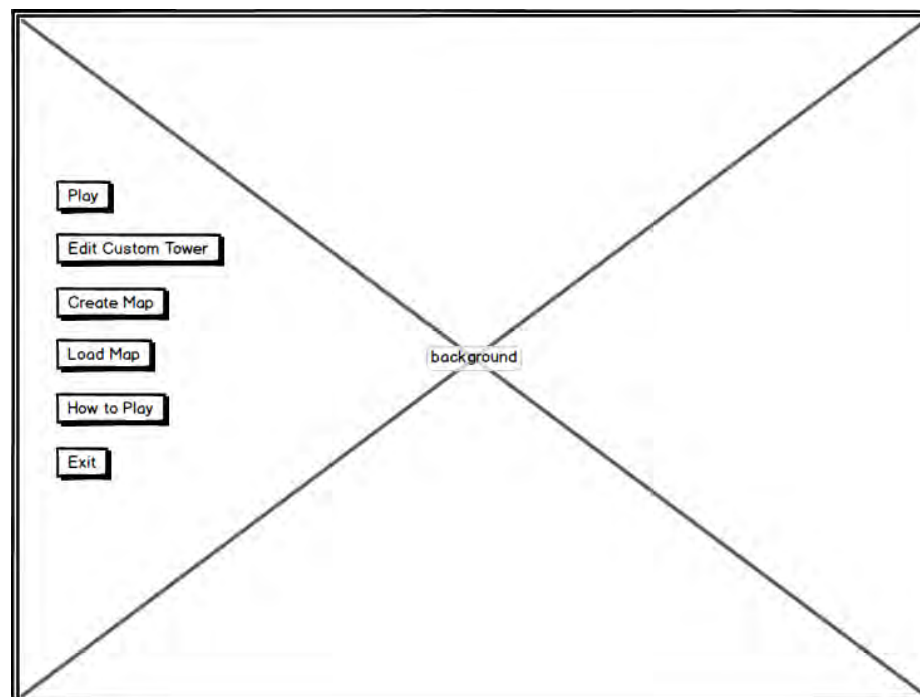 Play
Edit Custom Tower
Create Map
Load Map
How to Play
Exit
background